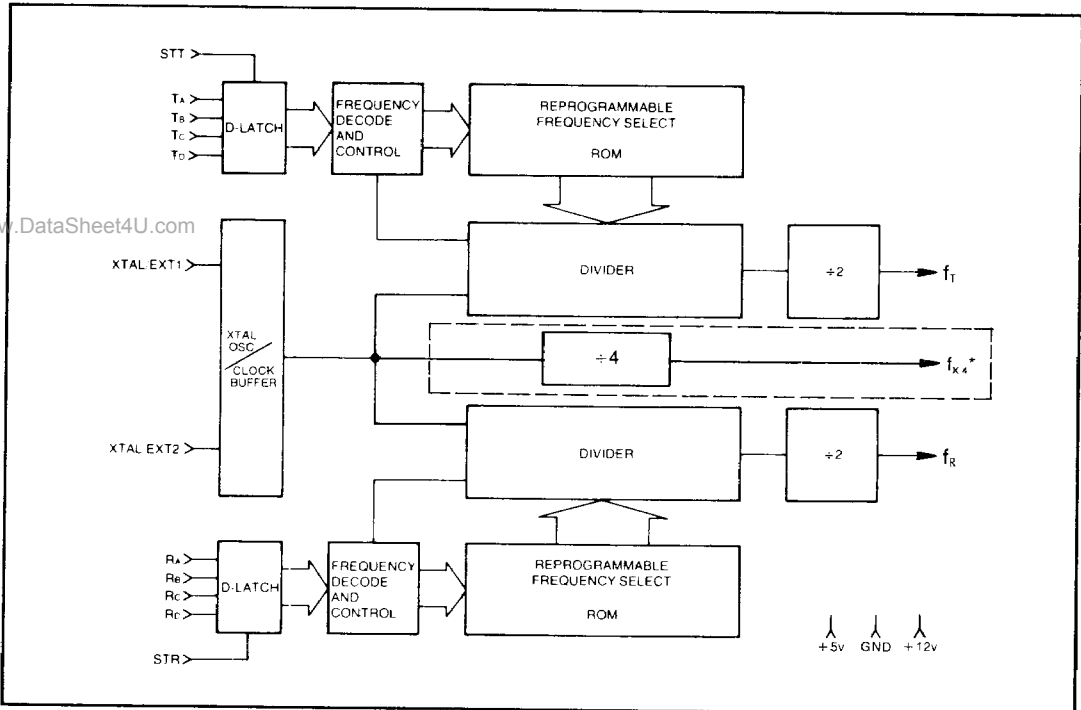 STT
TA
TB
TC
TD
D-LATCH
FREQUENCY
DECODE
AND
CONTROL
REPROGRAMMABLE
FREQUENCY SELECT
ROM
w.DataSheet4U.com
XTAL EXT1
XTAL
OSC
CLOCK
BUFFER
XTAL EXT2
DIVIDER
÷2
fT
÷4
fx4*
DIVIDER
÷2
fR
RA
RB
RC
RD
D-LATCH
STR
FREQUENCY
DECODE
AND
CONTROL
REPROGRAMMABLE
FREQUENCY SELECT
ROM
+5v GND +12v